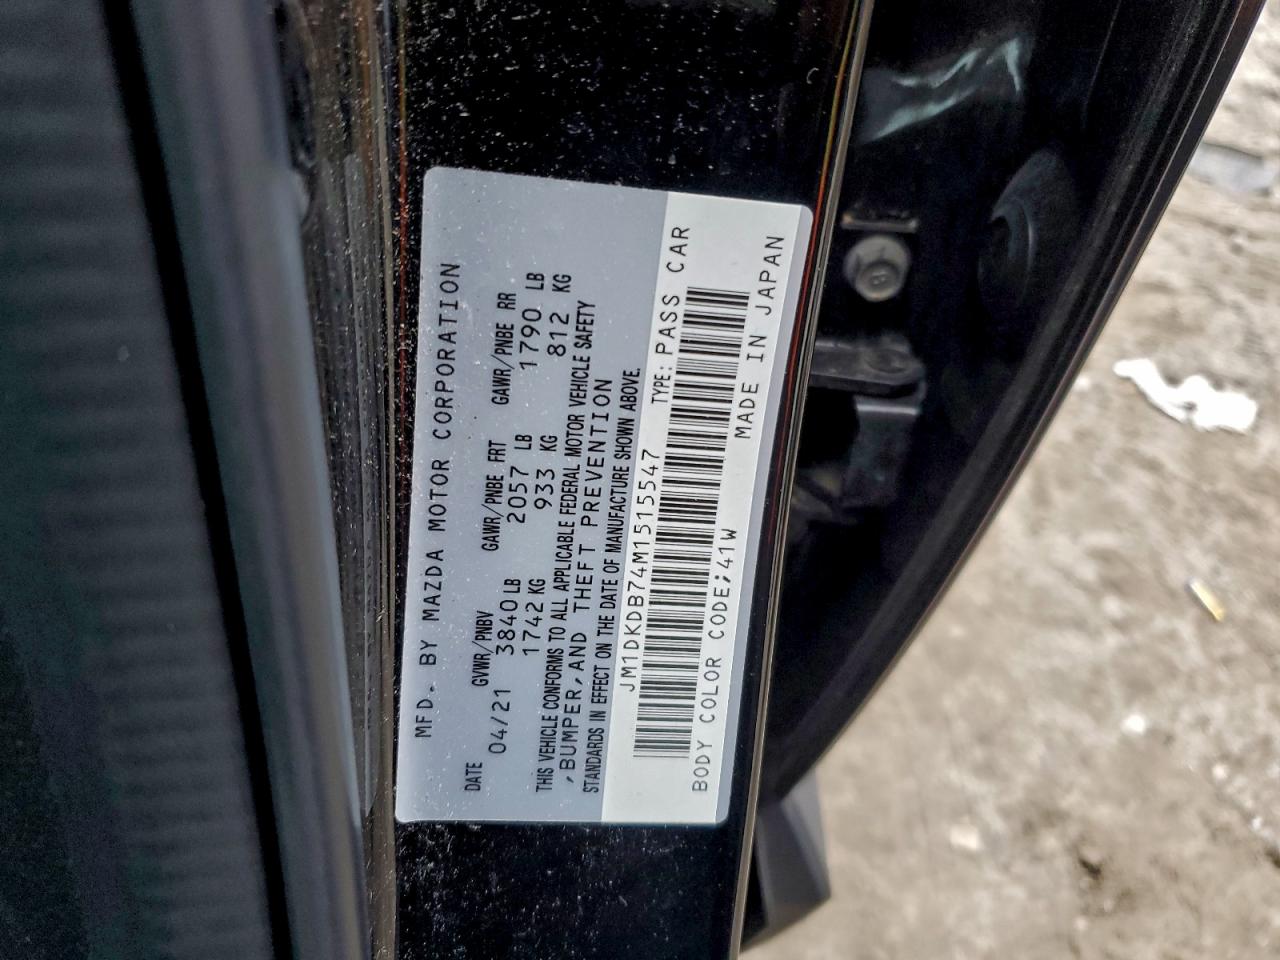 MFD. BY MAZDA MOTOR CORPORATION
DATE GVWR/PNBV GAWR/PNBE FRT GAWR/PNBE RR
04/21 3840 LB 2057 LB 1790 LB
1742 KG 933 KG 812 KG
THIS VEHICLE CONFORMS TO ALL APPLICABLE FEDERAL MOTOR VEHICLE SAFETY
,BUMPER,AND THEFT PREVENTION
STANDARDS IN EFFECT ON THE DATE OF MANUFACTURE SHOWN ABOVE.
JM1DKDB74M1515547 TYPE: PASS CAR
BODY COLOR CODE;41W MADE IN JAPAN